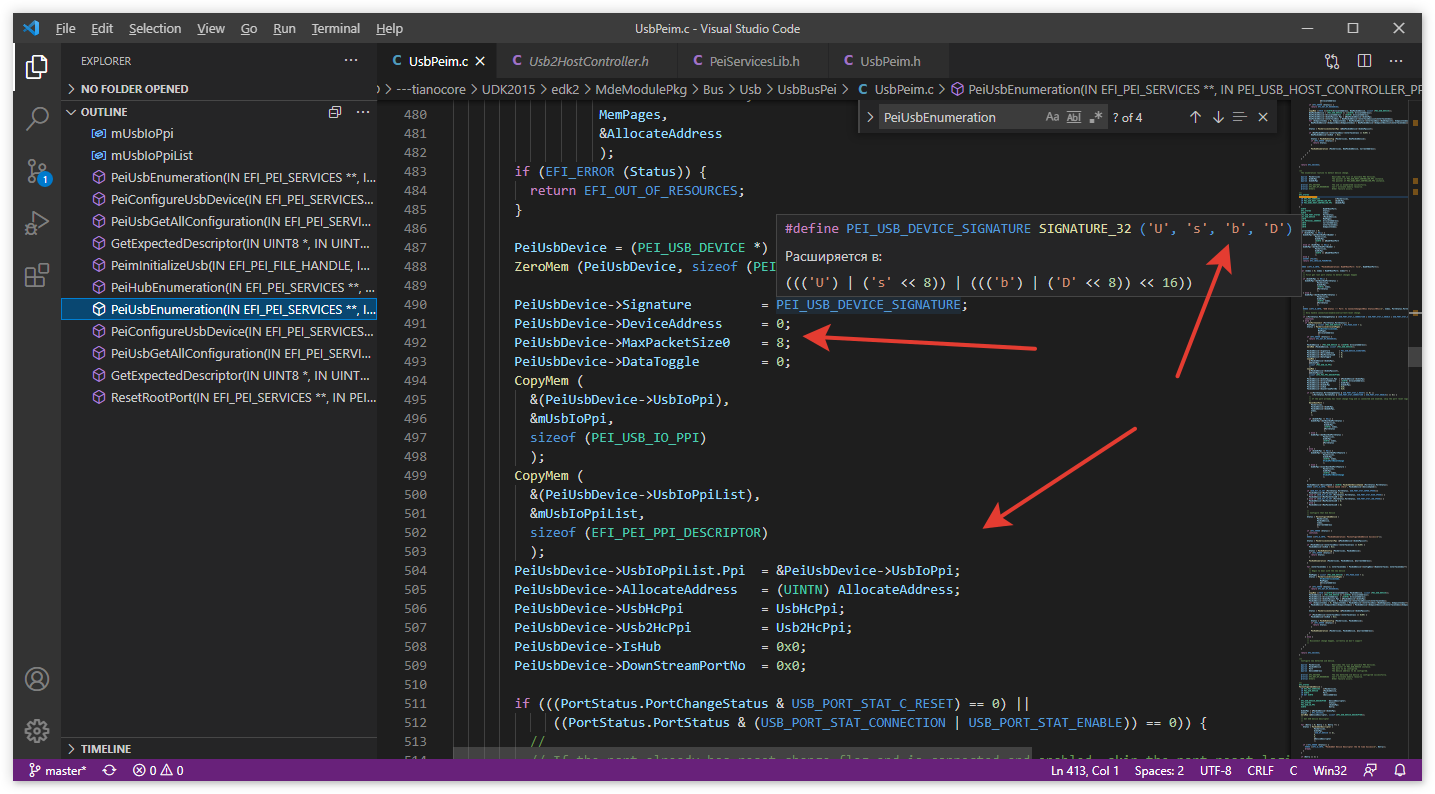 File Edit Selection View Go Run Terminal Help UsbPeim.c - Visual Studio Code
EXPLORER
NO FOLDER OPENED
OUTLINE
mUsbIoPpi
mUsbIoPpiList
PeiUsbEnumeration(IN EFI_PEI_SERVICES **, I...
PeiConfigureUsbDevice(IN EFI_PEI_SERVICES...
PeiUsbGetAllConfiguration(IN EFI_PEI_SERVI...
GetExpectedDescriptor(IN UINT8 *, IN UINT...
PeimInitializeUsb(IN EFI_PEI_FILE_HANDLE, I...
PeiHubEnumeration(IN EFI_PEI_SERVICES **, ...
PeiUsbEnumeration(IN EFI_PEI_SERVICES **, I...
PeiConfigureUsbDevice(IN EFI_PEI_SERVICES...
PeiUsbGetAllConfiguration(IN EFI_PEI_SERVI...
GetExpectedDescriptor(IN UINT8 *, IN UINT...
ResetRootPort(IN EFI_PEI_SERVICES **, IN PEI...
TIMELINE
1
C UsbPeim.c C Usb2HostController.h C PeiServicesLib.h C UsbPeim.h
---tianocore > UDK2015 > edk2 > MdeModulePkg > Bus > Usb > UsbBusPei > C UsbPeim.c > PeiUsbEnumeration(IN EFI_PEI_SERVICES **, IN PEI_USB_HOST_CONTROLLER_PP
PeiUsbEnumeration Aa Abl .* ? of 4
480 MemPages,
481 &AllocateAddress
482 );
483 if (EFI_ERROR (Status)) {
484 return EFI_OUT_OF_RESOURCES;
485 }
486
#define PEI_USB_DEVICE_SIGNATURE SIGNATURE_32 ('U', 's', 'b', 'D')
Расширяется в:
((('U') | ('s' << 8)) | ((('b') | ('D' << 8)) << 16))
487 PeiUsbDevice = (PEI_USB_DEVICE *)
488 ZeroMem (PeiUsbDevice, sizeof (PEI
489
490 PeiUsbDevice->Signature = PEI_USB_DEVICE_SIGNATURE;
491 PeiUsbDevice->DeviceAddress = 0;
492 PeiUsbDevice->MaxPacketSize0 = 8;
493 PeiUsbDevice->DataToggle = 0;
494 CopyMem (
495 &(PeiUsbDevice->UsbIoPpi),
496 &mUsbIoPpi,
497 sizeof (PEI_USB_IO_PPI)
498 );
499 CopyMem (
500 &(PeiUsbDevice->UsbIoPpiList),
501 &mUsbIoPpiList,
502 sizeof (EFI_PEI_PPI_DESCRIPTOR)
503 );
504 PeiUsbDevice->UsbIoPpiList.Ppi = &PeiUsbDevice->UsbIoPpi;
505 PeiUsbDevice->AllocateAddress = (UINTN) AllocateAddress;
506 PeiUsbDevice->UsbHcPpi = UsbHcPpi;
507 PeiUsbDevice->Usb2HcPpi = Usb2HcPpi;
508 PeiUsbDevice->IsHub = 0x0;
509 PeiUsbDevice->DownStreamPortNo = 0x0;
510
511 if (((PortStatus.PortChangeStatus & USB_PORT_STAT_C_RESET) == 0) ||
512 ((PortStatus.PortStatus & (USB_PORT_STAT_CONNECTION | USB_PORT_STAT_ENABLE)) == 0)) {
513 //
master* 0 0 Ln 413, Col 1 Spaces: 2 UTF-8 CRLF C Win32